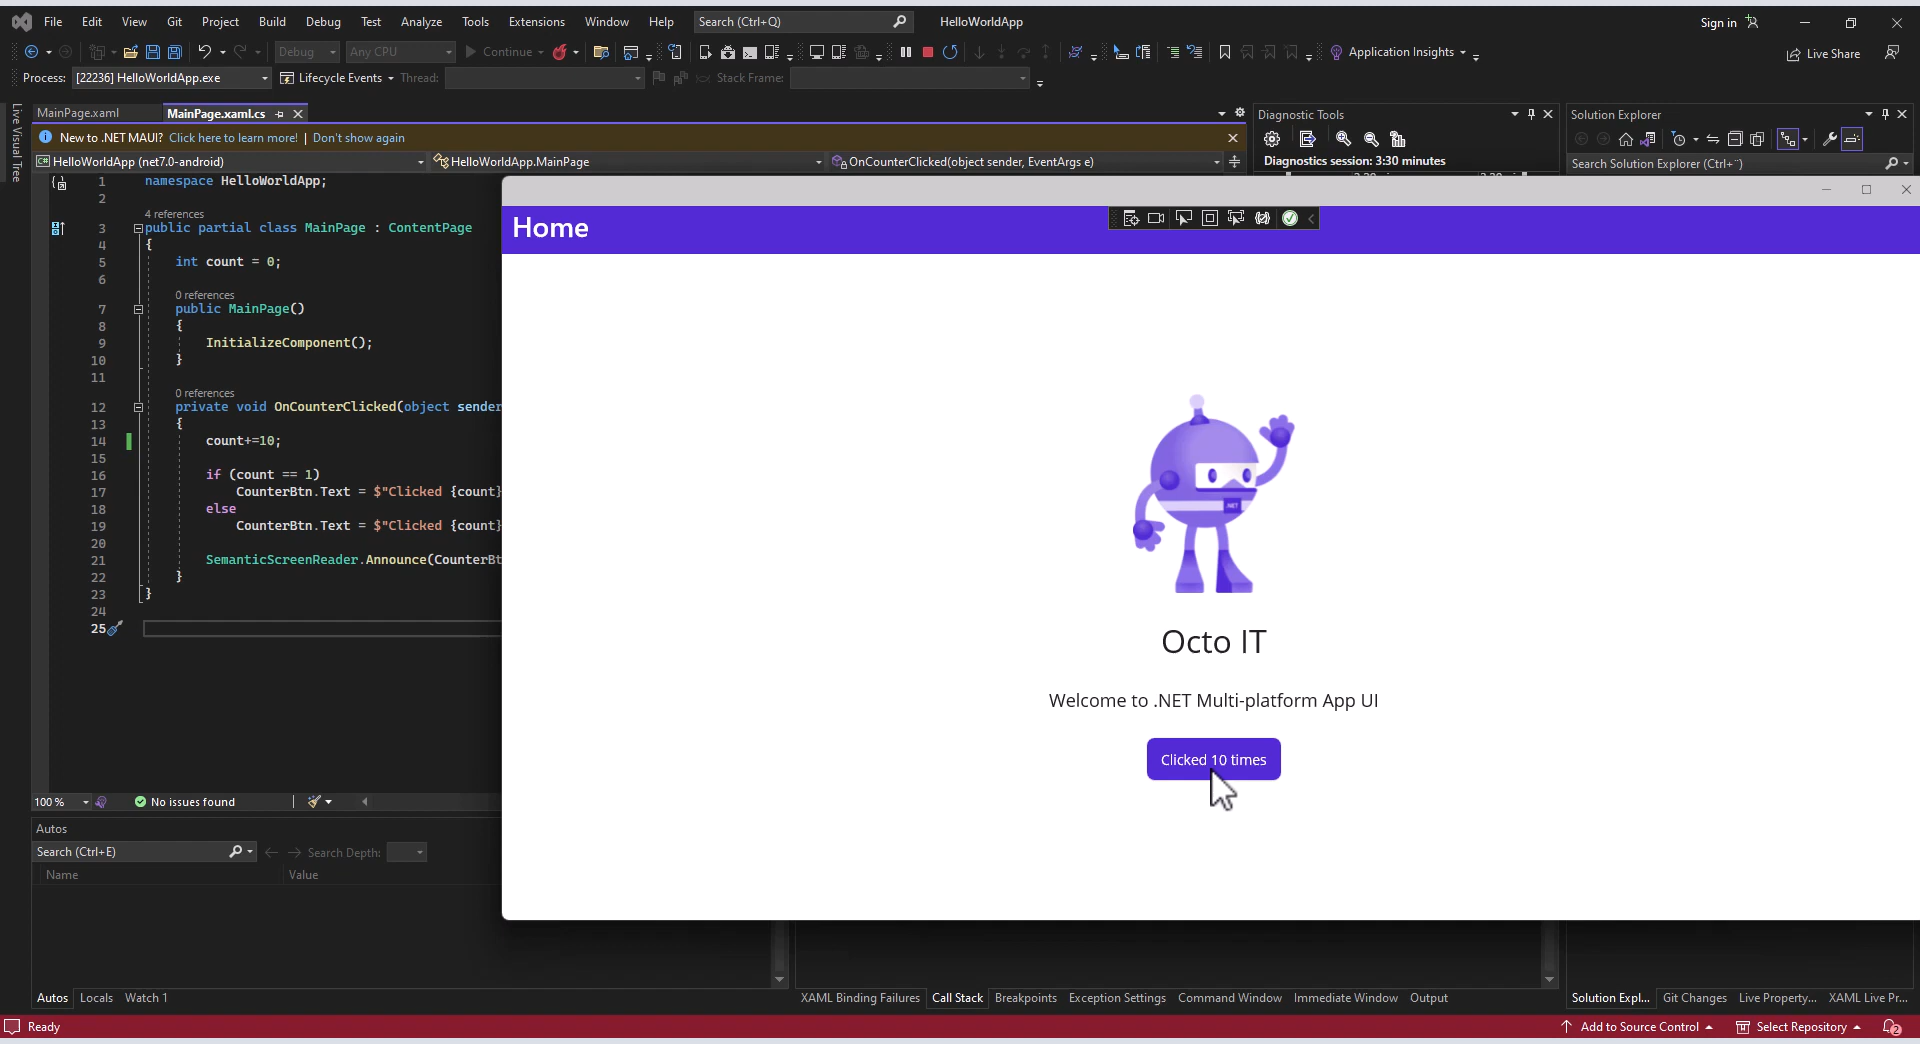 File Edit View Git Project Build Debug Test Analyze Tools Extensions Window Help Search (Ctrl+Q) HelloWorldApp Sign in
Debug Any CPU Continue Application Insights Live Share
Process: [22236] HelloWorldApp.exe Lifecycle Events Thread: Stack Frame:
Live Visual Tree
MainPage.xaml MainPage.xaml.cs
New to .NET MAUI? Click here to learn more! | Don't show again
HelloWorldApp (net7.0-android) HelloWorldApp.MainPage OnCounterClicked(object sender, EventArgs e)
Diagnostic Tools
Diagnostics session: 3:30 minutes
Solution Explorer
Search Solution Explorer (Ctrl+¨)
1 namespace HelloWorldApp;
2
4 references
3 public partial class MainPage : ContentPage
4 {
5 int count = 0;
6
0 references
7 public MainPage()
8 {
9 InitializeComponent();
10 }
11
0 references
12 private void OnCounterClicked(object sender
13 {
14 count+=10;
15
16 if (count == 1)
17 CounterBtn.Text = $"Clicked {count}
18 else
19 CounterBtn.Text = $"Clicked {count}
20
21 SemanticScreenReader.Announce(CounterBt
22 }
23 }
24
25
Home
.NET
Octo IT
Welcome to .NET Multi-platform App UI
Clicked 10 times
100 % No issues found
Autos
Search (Ctrl+E) Search Depth:
Name Value
Autos Locals Watch 1
XAML Binding Failures Call Stack Breakpoints Exception Settings Command Window Immediate Window Output
Solution Expl... Git Changes Live Property... XAML Live Pr...
Ready Add to Source Control Select Repository 2